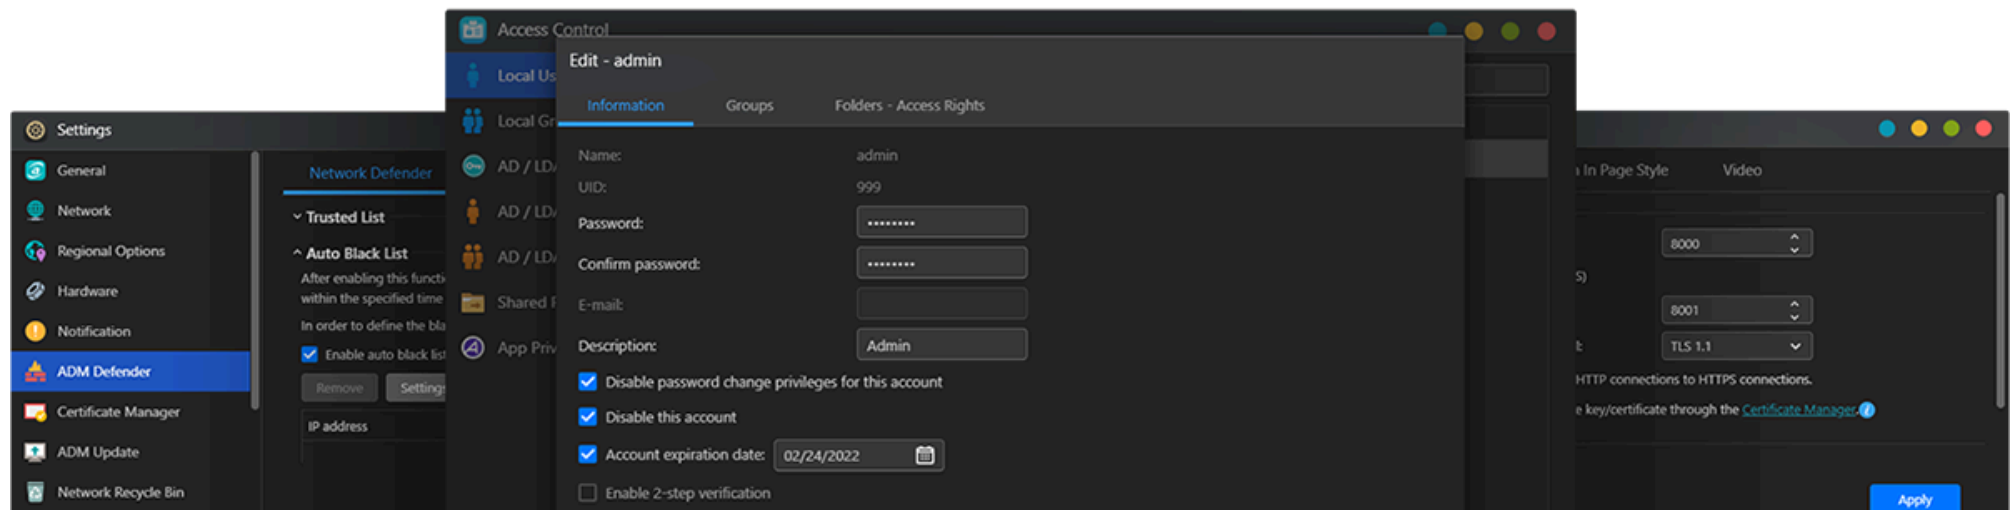 Settings
General
Network
Regional Options
Hardware
Notification
ADM Defender
Certificate Manager
ADM Update
Network Recycle Bin
Network Defender
Trusted List
Auto Black List
After enabling this functi
within the specified time
In order to define the bla
Enable auto black lis
Remove Settings
IP address
Access Control
Local Us
Local Gr
AD / LDA
AD / LDA
AD / LDA
Shared F
App Priv
Edit - admin
Information Groups Folders - Access Rights
Name: admin
UID: 999
Password: ••••••••
Confirm password: ••••••••
E-mail:
Description: Admin
Disable password change privileges for this account
Disable this account
Account expiration date: 02/24/2022
Enable 2-step verification
In Page Style Video
8000
S)
8001
TLS 1.1
HTTP connections to HTTPS connections.
e key/certificate through the Certificate Manager.
Apply